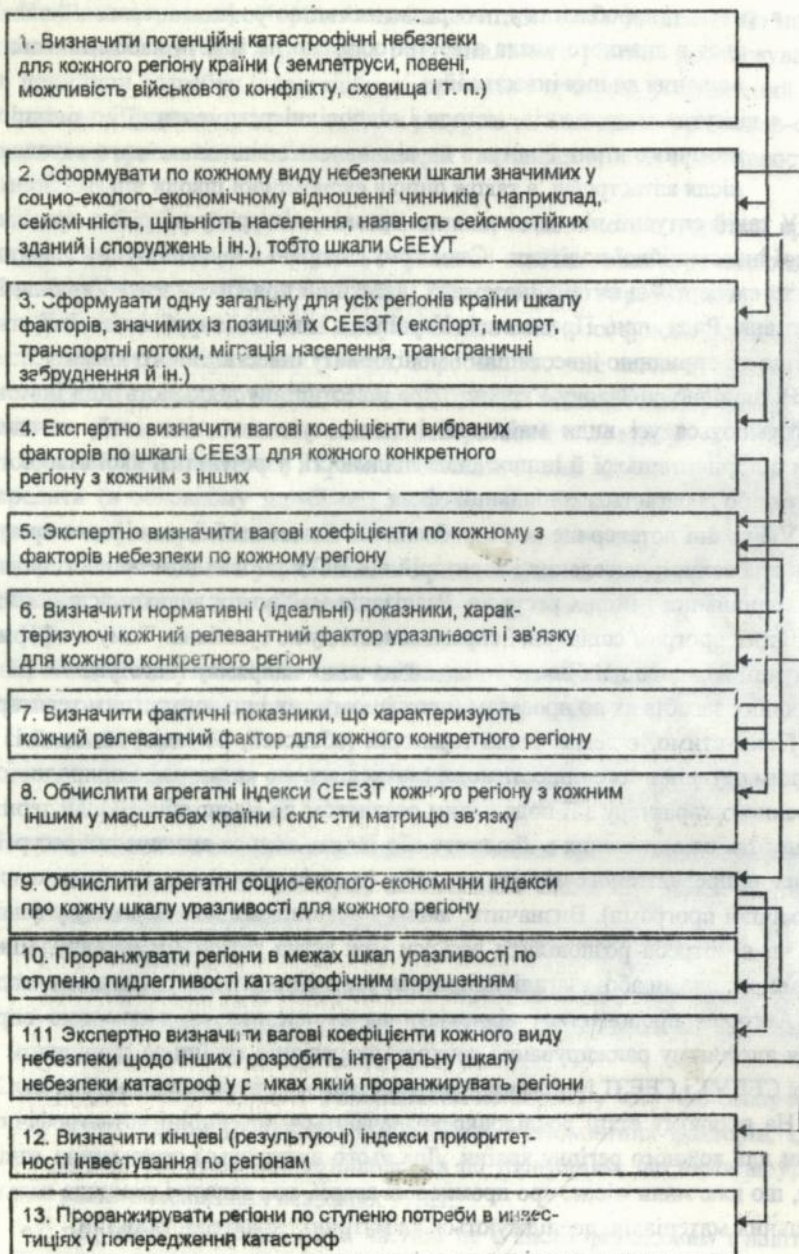 1. Визначити потенційні катастрофічні небезпеки
для кожного регіону країни ( землетруси, повені,
можливість військового конфлікту, сховища і т. п.)
2. Сформувати по кожному виду небезпеки шкали значимых у
социо-еколого-економічному відношенні чинників ( наприклад,
сейсмічність, щільність населення, наявність сейсмостійких
зданий і споруджень і ін.), тобто шкали СЕЕУТ
3. Сформувати одну загальну для усіх регіонів країни шкалу
факторів, значимих із позицій їх СЕЕЗТ ( експорт, імпорт,
транспортні потоки, міграція населення, трансграничні
забруднення й ін.)
4. Експертно визначити вагові коефіцієнти вибраних
факторів по шкалі СЕЕЗТ для кожного конкретного
регіону з кожним з інших
5. Экспертно визначити вагові коефіцієнти по кожному з
факторів небезпеки по кожному регіону
6. Визначити нормативні ( ідеальні) показники, харак-
теризуючі кожний релевантний фактор уразливості і зв'язку
для кожного конкретного регіону
7. Визначити фактичні показники, що характеризують
кожний релевантний фактор для кожного конкретного регіону
8. Обчислити агрегатні індекси СЕЕЗТ кожного регіону з кожним
іншим у масштабах країни і скласти матрицю зв'язку
9. Обчислити агрегатні социо-еколого-економічни індекси
про кожну шкалу уразливості для кожного регіону
10. Проранжувати регіони в межах шкал уразливості по
ступеню пидлегливості катастрофічним порушенням
111 Экспертно визначити вагові коефіцієнти кожного виду
небезпеки щодо інших і розробить інтегральну шкалу
небезпеки катастроф у рамках який проранжирувать регіони
12. Визначити кінцеві (результуючі) індекси приоритет-
ності інвестування по регіонам
13. Проранжирувати регіони по ступеню потреби в инвес-
тиціях у попередження катастроф